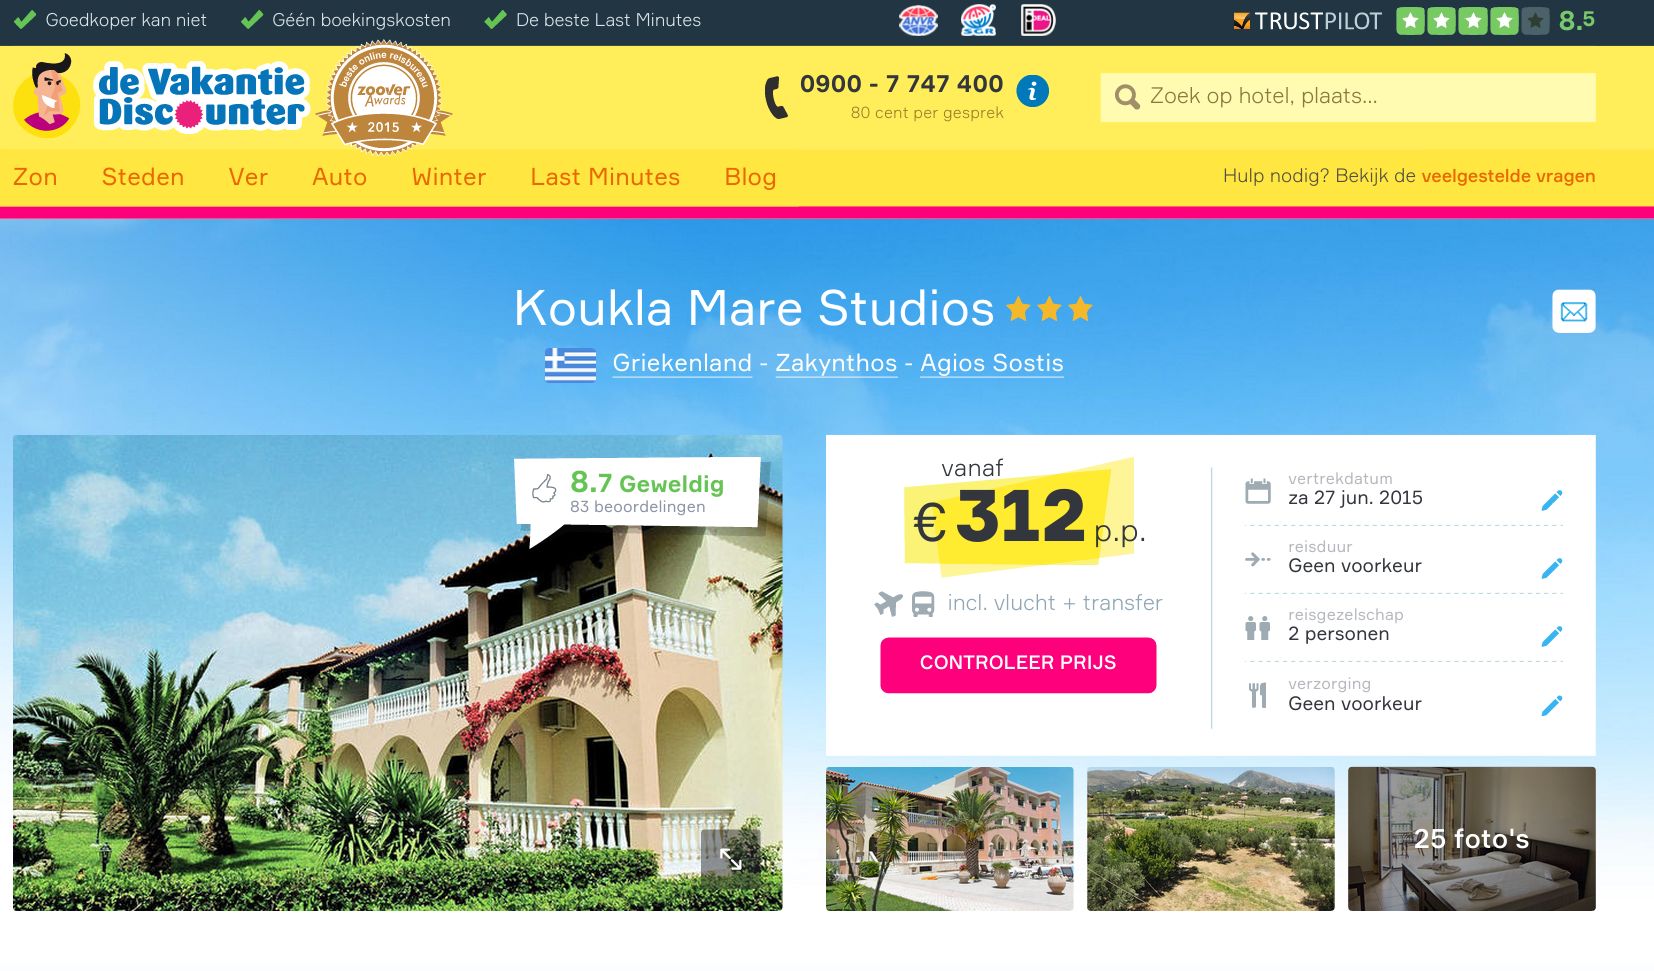 Goedkoper kan niet
Géén boekingskosten
De beste Last Minutes
ANVB
SGR
iDEAL
TRUSTPILOT
8.5
de Vakantie
Discounter
beste online reisbureau
zoover
Awards
2015
0900 - 7 747 400
i
80 cent per gesprek
Zoek op hotel, plaats...
Zon
Steden
Ver
Auto
Winter
Last Minutes
Blog
Hulp nodig? Bekijk de veelgestelde vragen
Koukla Mare Studios
Griekenland - Zakynthos - Agios Sostis
8.7 Geweldig
83 beoordelingen
vanaf
€ 312 p.p.
incl. vlucht + transfer
CONTROLEER PRIJS
vertrekdatum
za 27 jun. 2015
reisduur
Geen voorkeur
reisgezelschap
2 personen
verzorging
Geen voorkeur
25 foto's